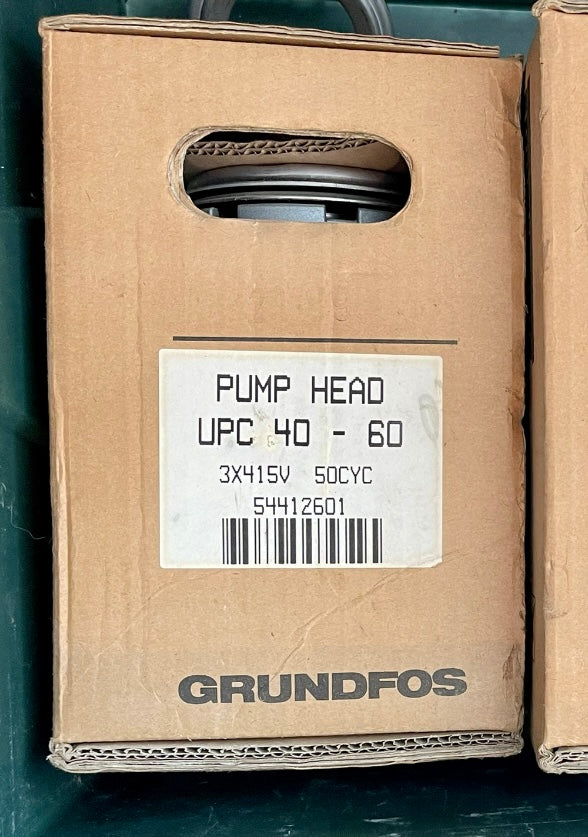 PUMP HEAD
UPC 40 - 60
3X415V 50CYC
54412601
GRUNDFOS